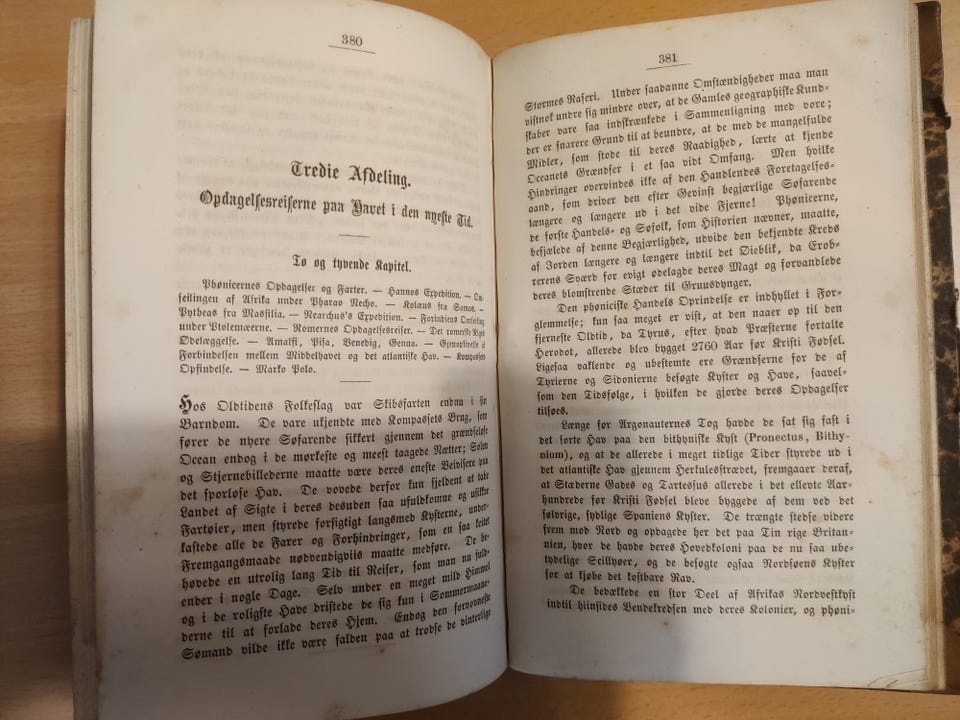 380
Tredie Afdeling.
Opdagelsesreiserne paa Havet i den nyeste Tid.
To og tyvende Kapitel.
Phønicernes Opdagelser og Farter. — Hannos Expedition. — Om-
seilingen af Afrika under Pharao Necho. — Kolæus fra Samos. —
Pytheas fra Massilia. — Nearchus's Expedition. — Forindiens Omseiling
under Ptolemæerne. — Romernes Opdagelsesreiser. — Det romerske Riges
Ødelæggelse. — Amalfi, Pisa, Venedig, Genua. — Gjenoplivelse af
Forbindelsen mellem Middelhavet og det atlantiske Hav. — Kompassets
Opfindelse. — Marko Polo.
Hos Oldtidens Folkeslag var Skibsfarten endnu i sin
Barndom. De vare ukjendte med Kompasjets Brug, som
fører de nyere Søfarende sikkert gjennem det grændseløse
Ocean endog i de mørkeste og meest taagede Nætter; Solen
og Stjernebillederne maatte være deres eneste Veivisere paa
det sporløse Hav. De vovede derfor kun sjeldent at tabe
Landet af Sigte i deres desuden saa ufuldkomne og usikkre
Fartøier, men styrede forsigtigt langsmed Kysterne, under-
kastede alle de Farer og Forhindringer, som en saa keitet
Fremgangsmaade nødvendigviis maatte medføre. De be-
høvede en utrolig lang Tid til Reiser, som man nu fuld-
ender i nogle Dage. Selv under en meget mild Himmel
og i de roligste Have dristede de sig kun i Sommermaane-
derne til at forlade deres Hjem. Endog den forvovneste
Sømand vilde ikke være falden paa at trodse de vinterlige
381
Stormes Raseri. Under saadanne Omstændigheder maa man
vistnok undre sig mindre over, at de Gamles geographiske Kund-
skaber vare saa indskrænkede i Sammenligning med vore;
der er snarere Grund til at beundre, at de med de mangelfulde
Midler, som stode til deres Raadighed, lærte at kjende
Oceanets Grændser i et saa vidt Omfang. Men hvilke
Hindringer overvindes ikke af den Handlendes Foretagelses-
aand, som driver den efter Gevinst begjærlige Søfarende
længere og længere ud i det vide Fjerne! Phønicerne,
de første Handels- og Søfolk, som Historien nævner, maatte,
besjælede af denne Begjærlighed, udvide den bekjendte Kreds
af Jorden længere og længere indtil det Øieblik, da Erob-
rerens Sværd for evigt ødelagde deres Magt og forvandlede
deres blomstrende Stæder til Gruusdynger.
Den phøniciske Handels Oprindelse er indhyllet i For-
glemmelse; kun saa meget er vist, at den naaer op til den
fjerneste Oldtid, da Tyrus, efter hvad Præsterne fortalte
Herodot, allerede blev bygget 2760 Aar før Kristi Fødsel.
Ligesaa vaklende og ubestemte ere Grændserne for de af
Tyrierne og Sidonierne besøgte Kyster og Have, saavel-
som den Tidsfølge, i hvilken de gjorde deres Opdagelser
tilføes.
Længe før Argonauternes Tog havde de sat sig fast i
det sorte Hav paa den bithyniske Kyst (Pronectus, Bithy-
nium), og at de allerede i meget tidlige Tider styrede ud i
det atlantiske Hav gjennem Herkulesstrædet, fremgaaer deraf,
at Stæderne Gades og Tartessus allerede i det ellevte Aar-
hundrede før Kristi Fødsel bleve byggede af dem ved det
sølvrige, sydlige Spaniens Kyster. De trængte stedse videre
frem mod Nord og opdagede her det paa Tin rige Britan-
nien, hvor de havde deres Hovedkoloni paa de nu saa ube-
tydelige Scillyøer, og de besøgte ogsaa Nordsøens Kyster
for at kjøbe det kostbare Rav.
De bedækkede en stor Deel af Afrikas Nordvestkyst
indtil hiinsides Vendekredsen med deres Kolonier, og phøni-